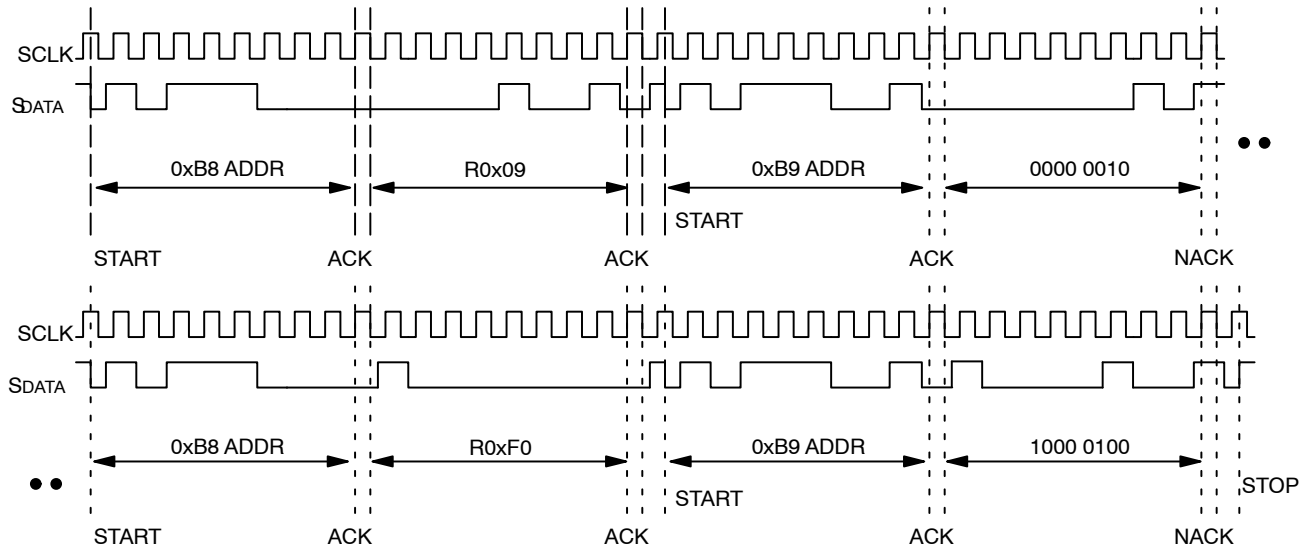 SCLK
SDATA
0xB8 ADDR
R0x09
0xB9 ADDR
0000 0010
START
START
ACK
ACK
ACK
NACK
SCLK
SDATA
0xB8 ADDR
R0xF0
0xB9 ADDR
1000 0100
START
STOP
START
ACK
ACK
ACK
NACK